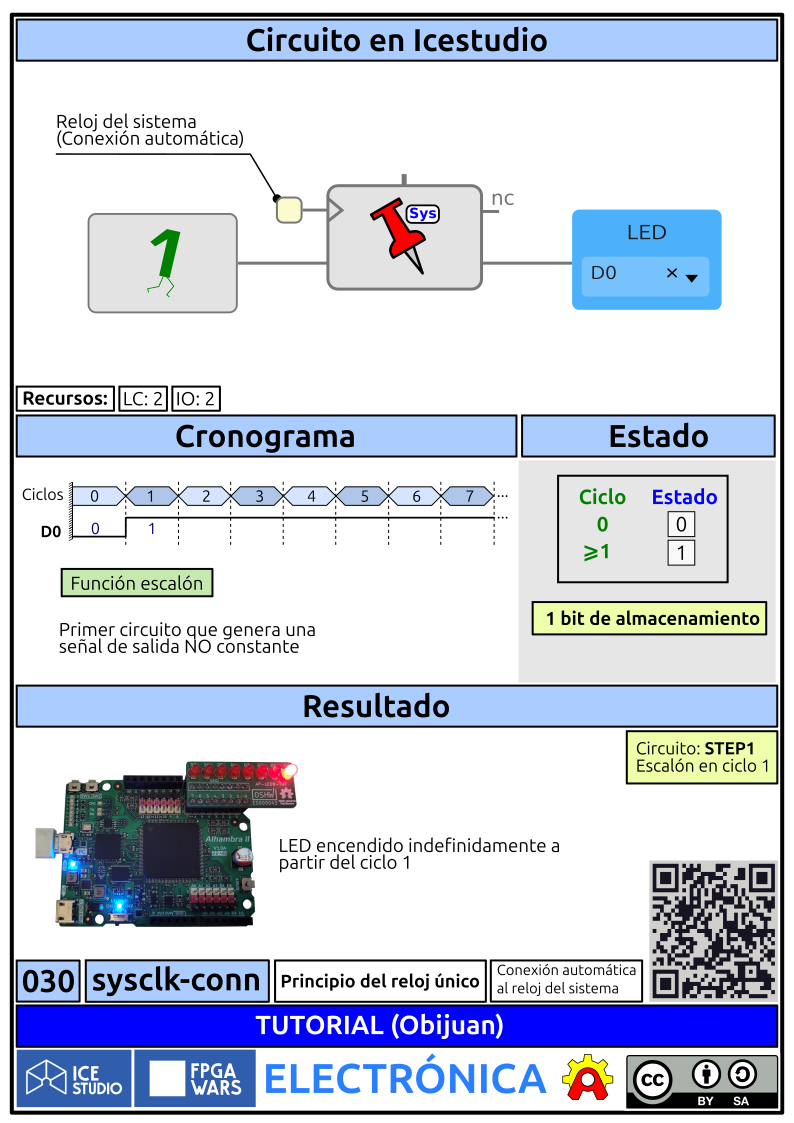 Circuito en Icestudio
Reloj del sistema
(Conexión automática)
1
Sys
nc
LED
D0 ×
Recursos: LC: 2 IO: 2
Cronograma
Estado
Ciclos 0 1 2 3 4 5 6 7 ...
D0 0 1 ...
Función escalón
Primer circuito que genera una
señal de salida NO constante
Ciclo Estado
0 0
⩾1 1
1 bit de almacenamiento
Resultado
Circuito: STEP1
Escalón en ciclo 1
OSHW
ES000043
Alhambra II
LED encendido indefinidamente a
partir del ciclo 1
030
sysclk-conn
Principio del reloj único
Conexión automática
al reloj del sistema
TUTORIAL (Obijuan)
ICE
STUDIO
FPGA
WARS
ELECTRÓNICA
CC
BY SA